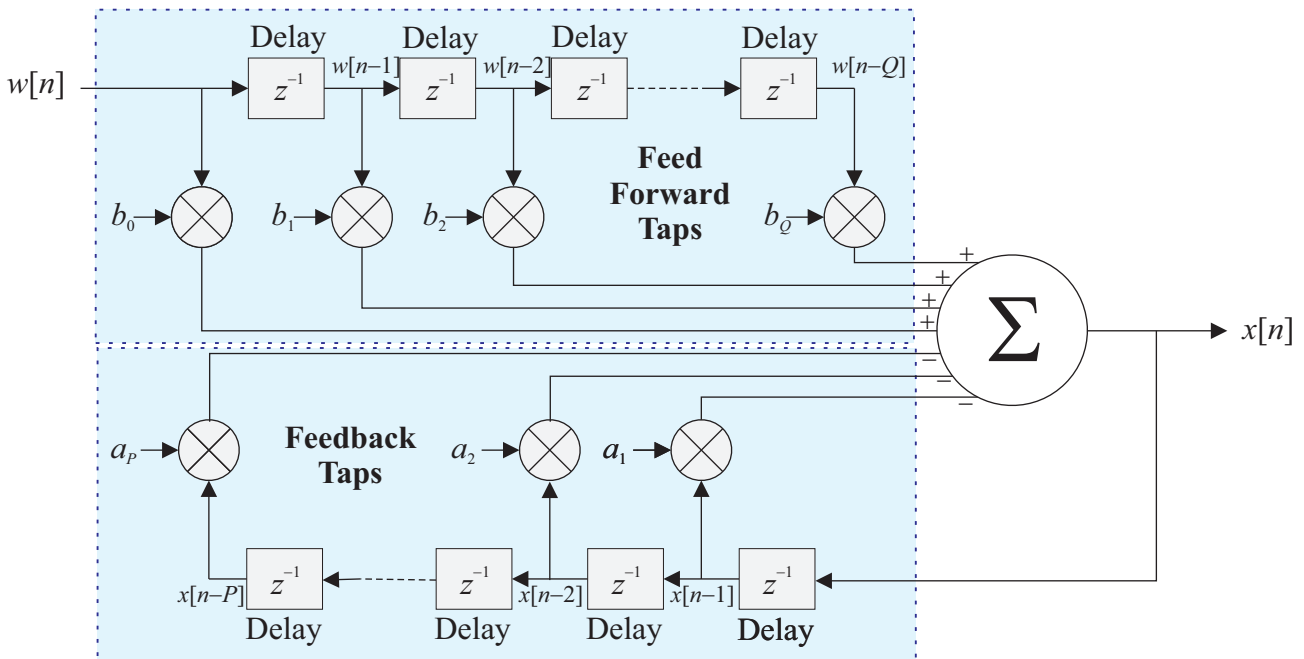 Delay Delay Delay Delay
w[n] z⁻¹ w[n−1] z⁻¹ w[n−2] z⁻¹ z⁻¹ w[n−Q]
Feed
Forward
Taps
b₀ b₁ b₂ b_Q
+
+
+
+
Σ x[n]
−
−
−
Feedback
Taps
a_P a₂ a₁
x[n−P] z⁻¹ z⁻¹ x[n−2] z⁻¹ x[n−1] z⁻¹
Delay Delay Delay Delay